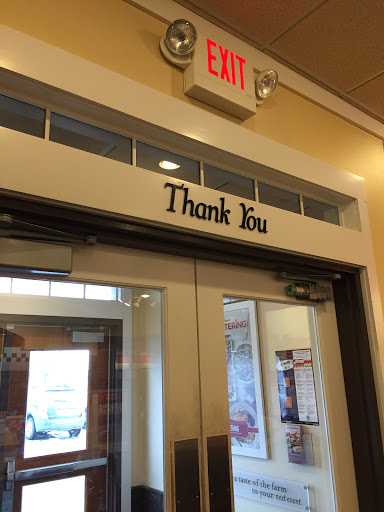 EXIT
Thank You
TERING!
a taste of the farm
to your next event